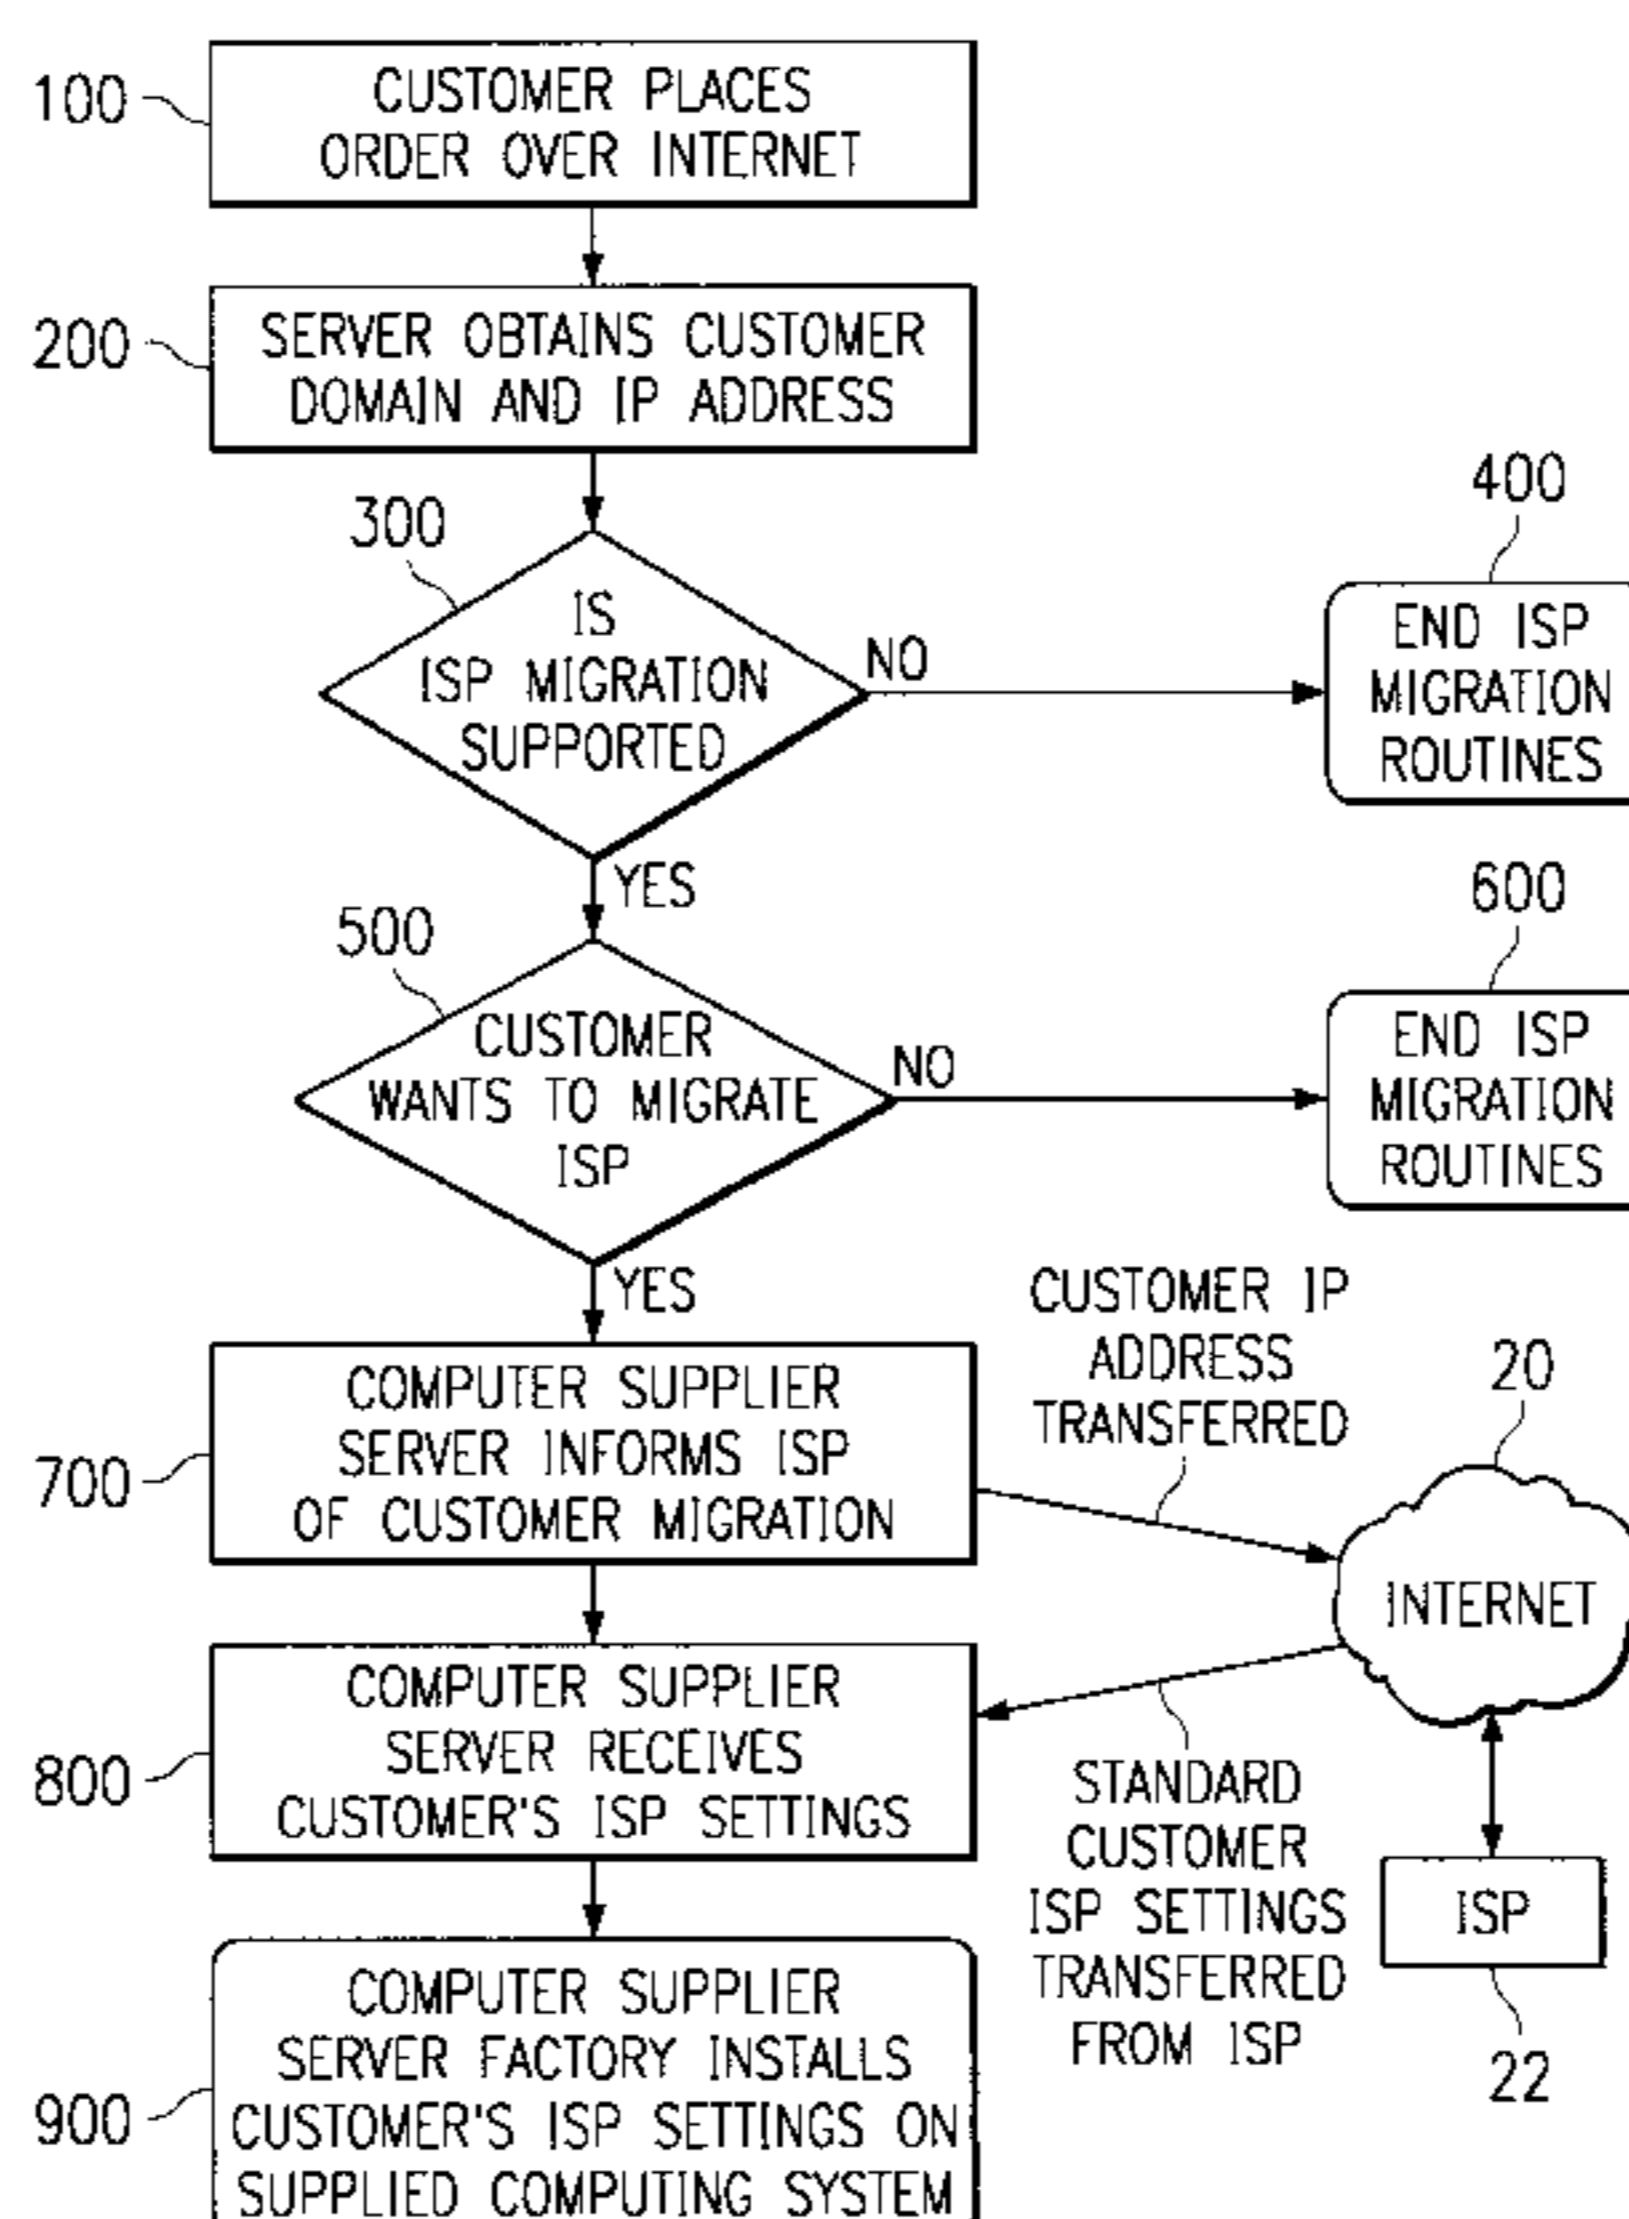 100
CUSTOMER PLACES
ORDER OVER INTERNET
200
SERVER OBTAINS CUSTOMER
DOMAIN AND IP ADDRESS
300
IS
ISP MIGRATION
SUPPORTED
NO
400
END ISP
MIGRATION
ROUTINES
YES
500
CUSTOMER
WANTS TO MIGRATE
ISP
NO
600
END ISP
MIGRATION
ROUTINES
YES
700
COMPUTER SUPPLIER
SERVER INFORMS ISP
OF CUSTOMER MIGRATION
CUSTOMER IP
ADDRESS
TRANSFERRED
20
INTERNET
800
COMPUTER SUPPLIER
SERVER RECEIVES
CUSTOMER'S ISP SETTINGS
STANDARD
CUSTOMER
ISP SETTINGS
TRANSFERRED
FROM ISP
ISP
22
900
COMPUTER SUPPLIER
SERVER FACTORY INSTALLS
CUSTOMER'S ISP SETTINGS ON
SUPPLIED COMPUTING SYSTEM